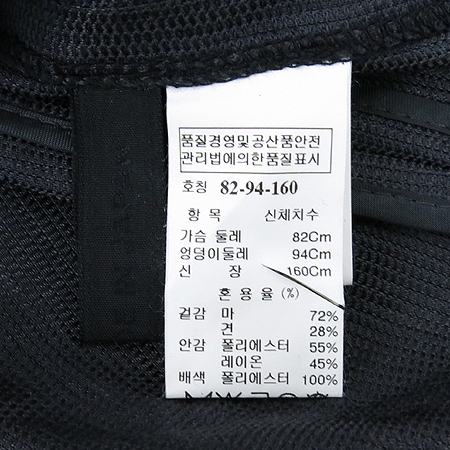 품질경영및공산품안전
관리법에의한품질표시
호칭 82-94-160
항 목 신체치수
가슴 둘레 82Cm
엉덩이둘레 94Cm
신 장 160Cm
혼 용 율 (%)
겉감 마 72%
견 28%
안감 폴리에스터 55%
레이온 45%
배색 폴리에스터 100%